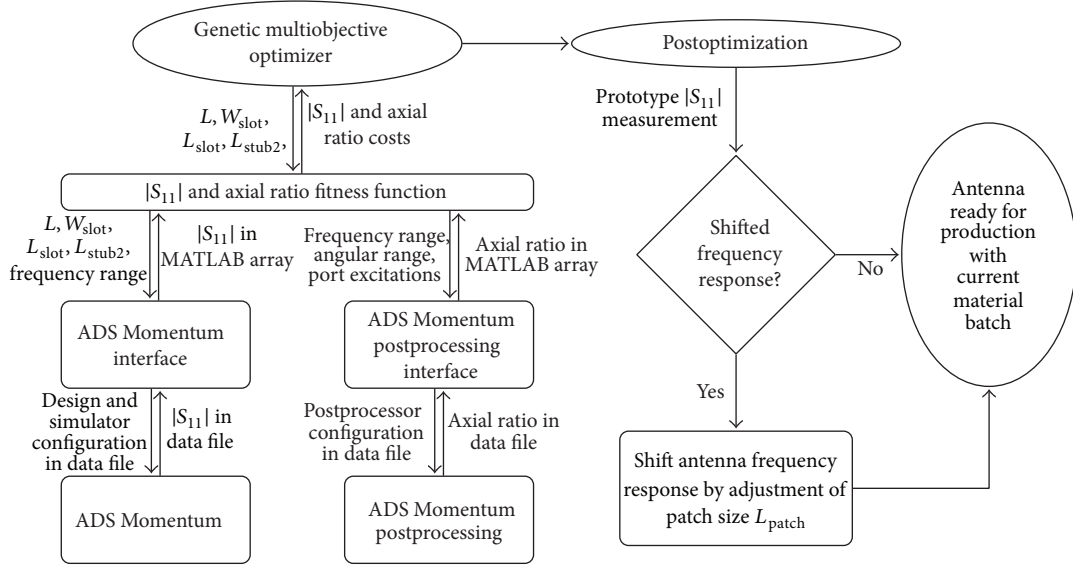 Genetic multiobjective
optimizer
Postoptimization
L, W_slot,
L_slot, L_stub2,
|S_11| and axial
ratio costs
Prototype |S_11|
measurement
|S_11| and axial ratio fitness function
L, W_slot,
L_slot, L_stub2,
frequency range
|S_11| in
MATLAB array
Frequency range,
angular range,
port excitations
Axial ratio in
MATLAB array
Shifted
frequency
response?
No
Antenna
ready for
production
with
current
material
batch
ADS Momentum
interface
ADS Momentum
postprocessing
interface
Yes
Design and
simulator
configuration
in data file
|S_11| in
data file
Postprocessor
configuration
in data file
Axial ratio in
data file
Shift antenna frequency
response by adjustment of
patch size L_patch
ADS Momentum
ADS Momentum
postprocessing